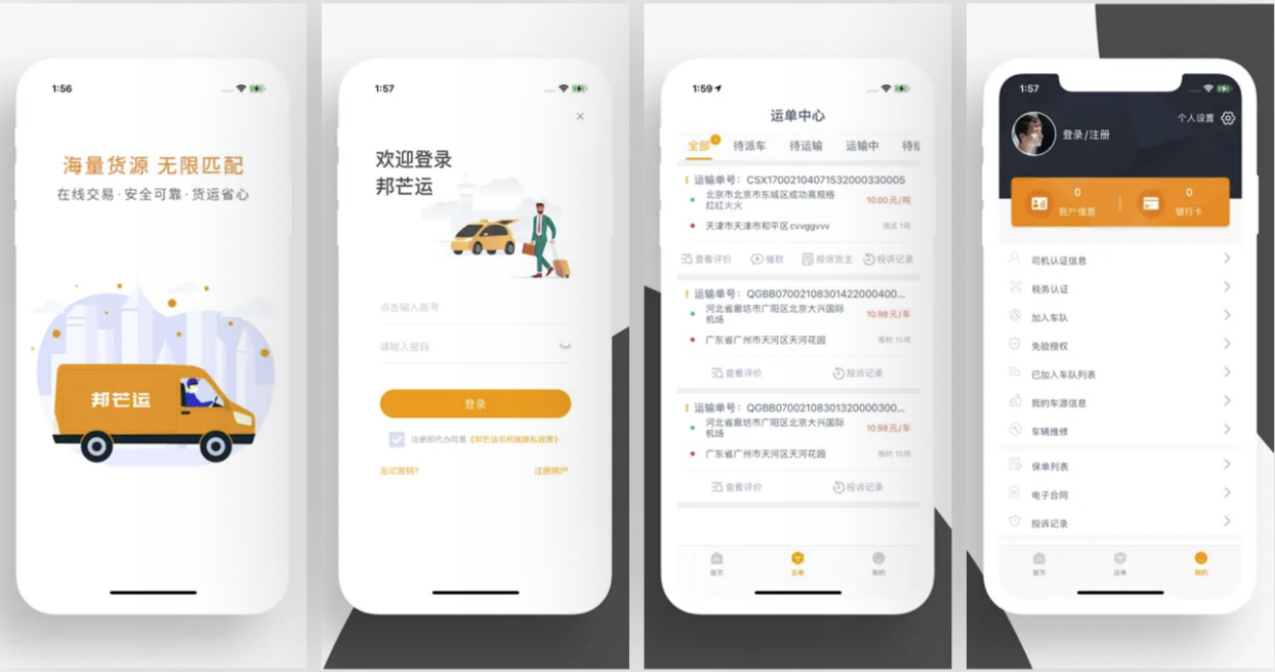 1:56
海量货源 无限匹配
在线交易·安全可靠·货运省心
邦芒运
1:57
欢迎登录
邦芒运
点击输入账号
请输入密码
登录
注册即代办同意《邦芒运司机端隐私政策》
忘记密码?
注册用户
1:59
运单中心
全部
待派车
待运输
运输中
运输单号: CSX17002104071532000330005
北京市北京市东城区成功高规格
红红火火
10.00元/吨
天津市天津市和平区cvvggvvv
测试 1吨
查看评价
催款
投诉货主
投诉记录
运输单号: QGBB07002108301422000400...
河北省廊坊市广阳区北京大兴国际
机场
10.98元/车
广东省广州市天河区天河花园
板材 10吨
查看评价
投诉记录
运输单号: QGBB07002108301320000300...
河北省廊坊市广阳区北京大兴国际
机场
10.98元/车
广东省广州市天河区天河花园
板材 10吨
查看评价
投诉记录
首页
运单
我的
1:57
个人设置
登录/注册
0
账户信息
0
银行卡
司机认证信息
税务认证
加入车队
免验授权
已加入车队列表
我的车源信息
车辆维修
保单列表
电子合同
投诉记录
首页
运单
我的